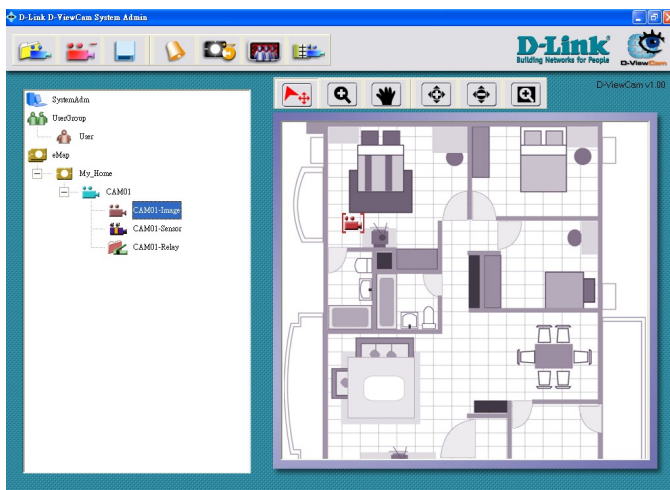 D-Link D-ViewCam System Admin
D-Link
Building Networks for People
D-ViewCam
D-ViewCam v1.00
SystemAdm
UserGroup
User
eMap
My_Home
CAM01
CAM01-Image
CAM01-Sensor
CAM01-Relay